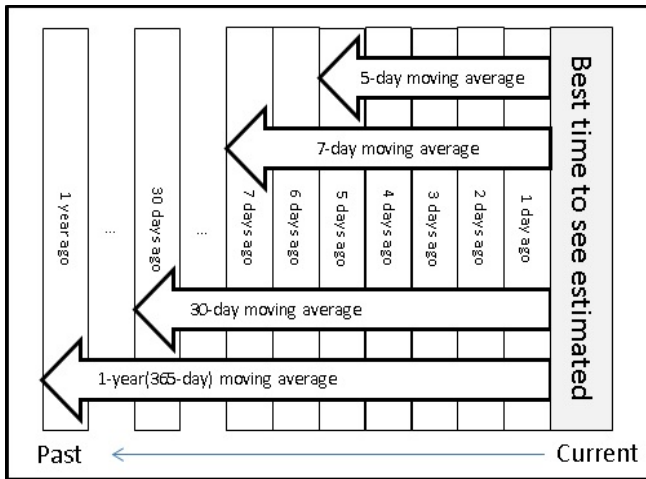 5-day moving average
7-day moving average
1 year ago
...
30 days ago
...
7 days ago
6 days ago
5 days ago
4 days ago
3 days ago
2 days ago
1 day ago
Best time to see estimated
30-day moving average
1-year(365-day) moving average
Past
Current